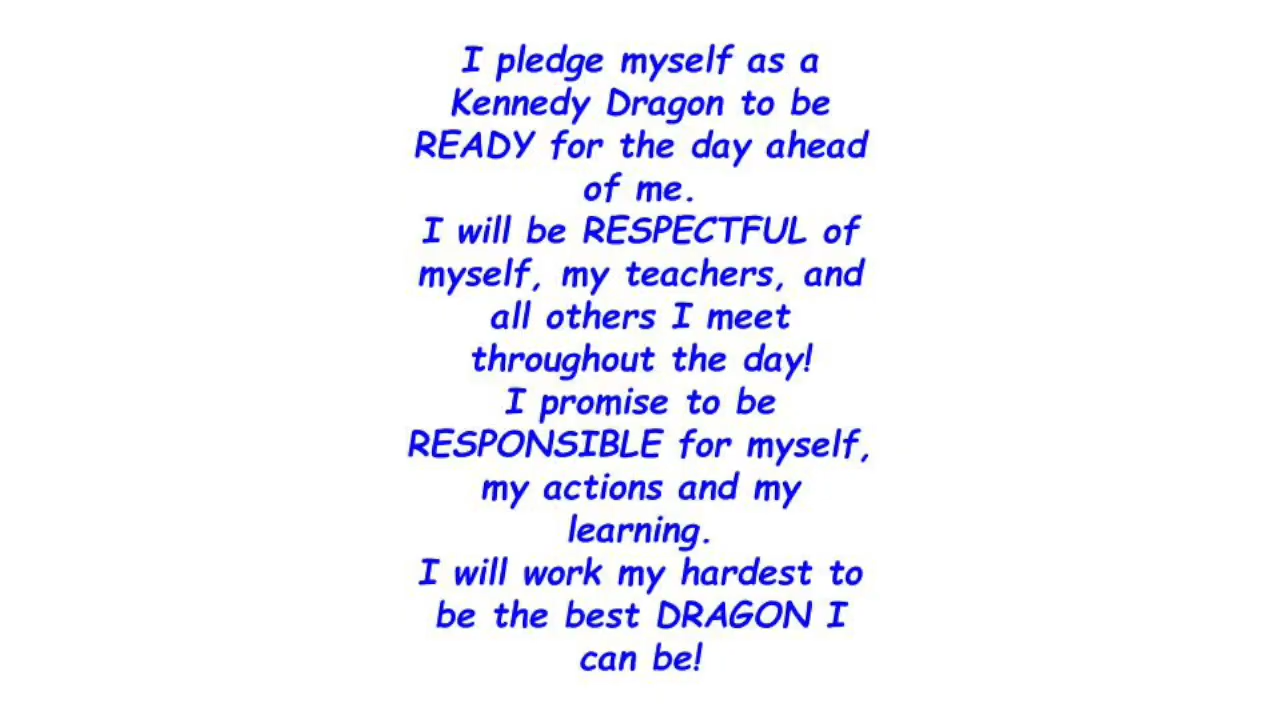 I pledge myself as a
Kennedy Dragon to be
READY for the day ahead
of me.
I will be RESPECTFUL of
myself, my teachers, and
all others I meet
throughout the day!
I promise to be
RESPONSIBLE for myself,
my actions and my
learning.
I will work my hardest to
be the best DRAGON I
can be!